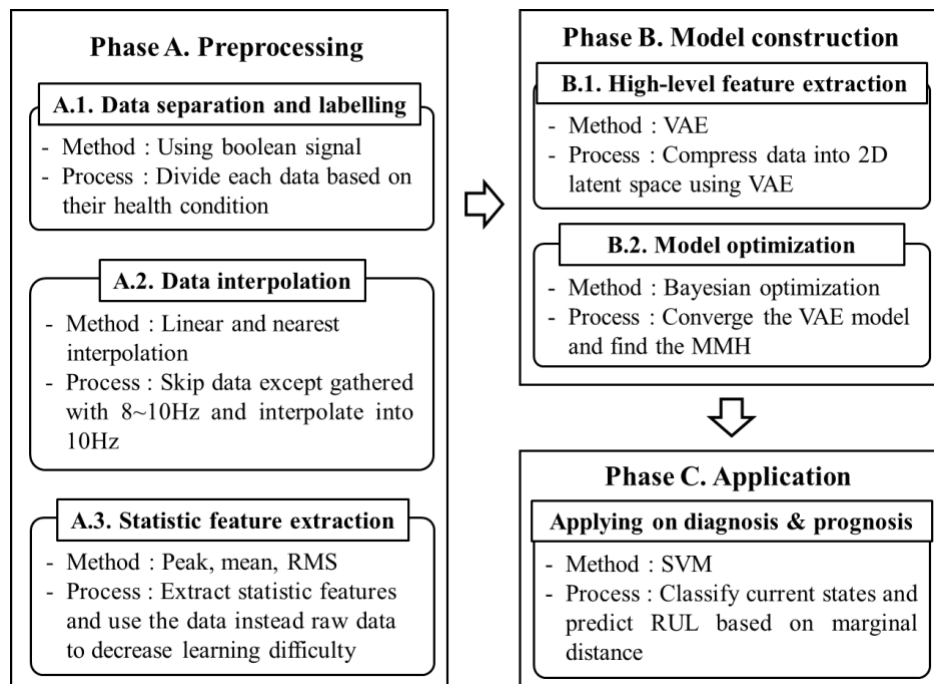 Phase A. Preprocessing
A.1. Data separation and labelling
- Method : Using boolean signal
- Process : Divide each data based on
their health condition
A.2. Data interpolation
- Method : Linear and nearest
interpolation
- Process : Skip data except gathered
with 8~10Hz and interpolate into
10Hz
A.3. Statistic feature extraction
- Method : Peak, mean, RMS
- Process : Extract statistic features
and use the data instead raw data
to decrease learning difficulty
Phase B. Model construction
B.1. High-level feature extraction
- Method : VAE
- Process : Compress data into 2D
latent space using VAE
B.2. Model optimization
- Method : Bayesian optimization
- Process : Converge the VAE model
and find the MMH
Phase C. Application
Applying on diagnosis & prognosis
- Method : SVM
- Process : Classify current states and
predict RUL based on marginal
distance